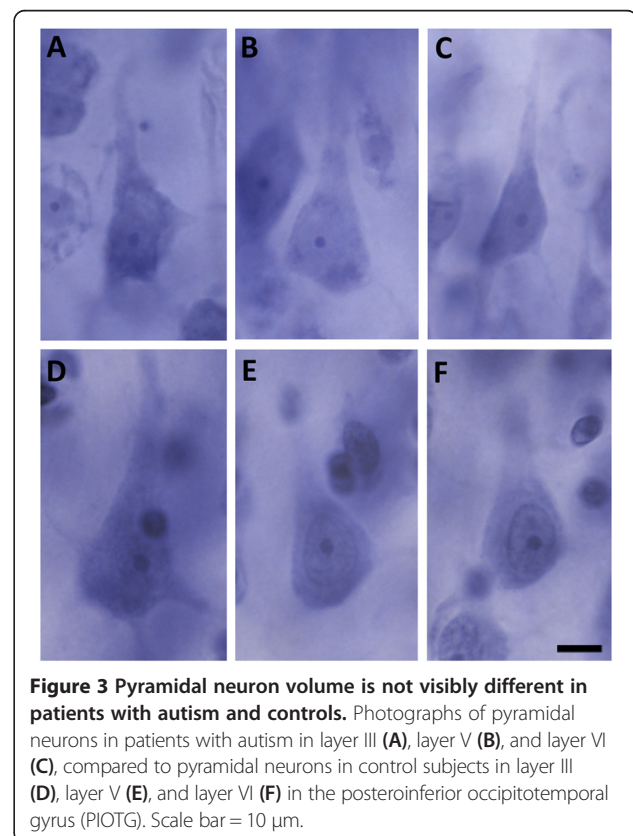 A
B
C
D
E
F
Figure 3 Pyramidal neuron volume is not visibly different in
patients with autism and controls. Photographs of pyramidal
neurons in patients with autism in layer III (A), layer V (B), and layer VI
(C), compared to pyramidal neurons in control subjects in layer III
(D), layer V (E), and layer VI (F) in the posteroinferior occipitotemporal
gyrus (PIOTG). Scale bar = 10 μm.